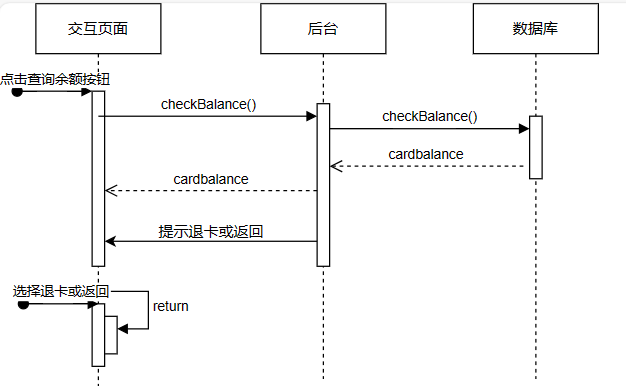 交互页面
后台
数据库
点击查询余额按钮
checkBalance()
checkBalance()
cardbalance
cardbalance
提示退卡或返回
选择退卡或返回
return